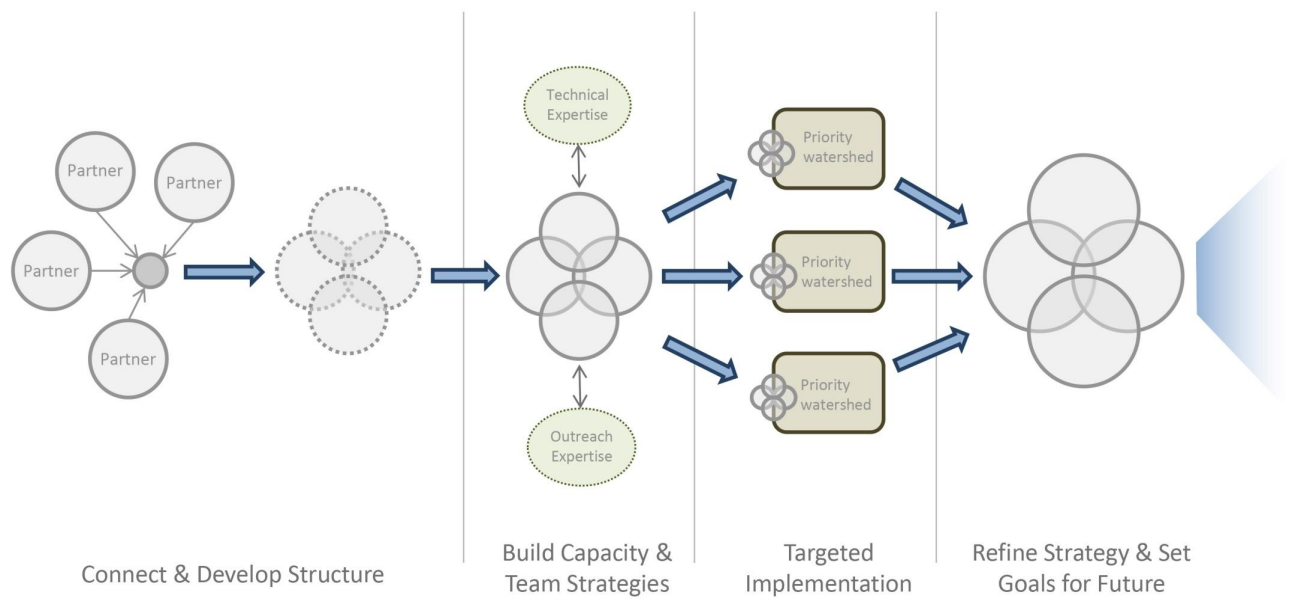 Partner
Partner
Partner
Partner
Connect & Develop Structure
Technical
Expertise
Outreach
Expertise
Build Capacity &
Team Strategies
Priority
watershed
Priority
watershed
Priority
watershed
Targeted
Implementation
Refine Strategy & Set
Goals for Future